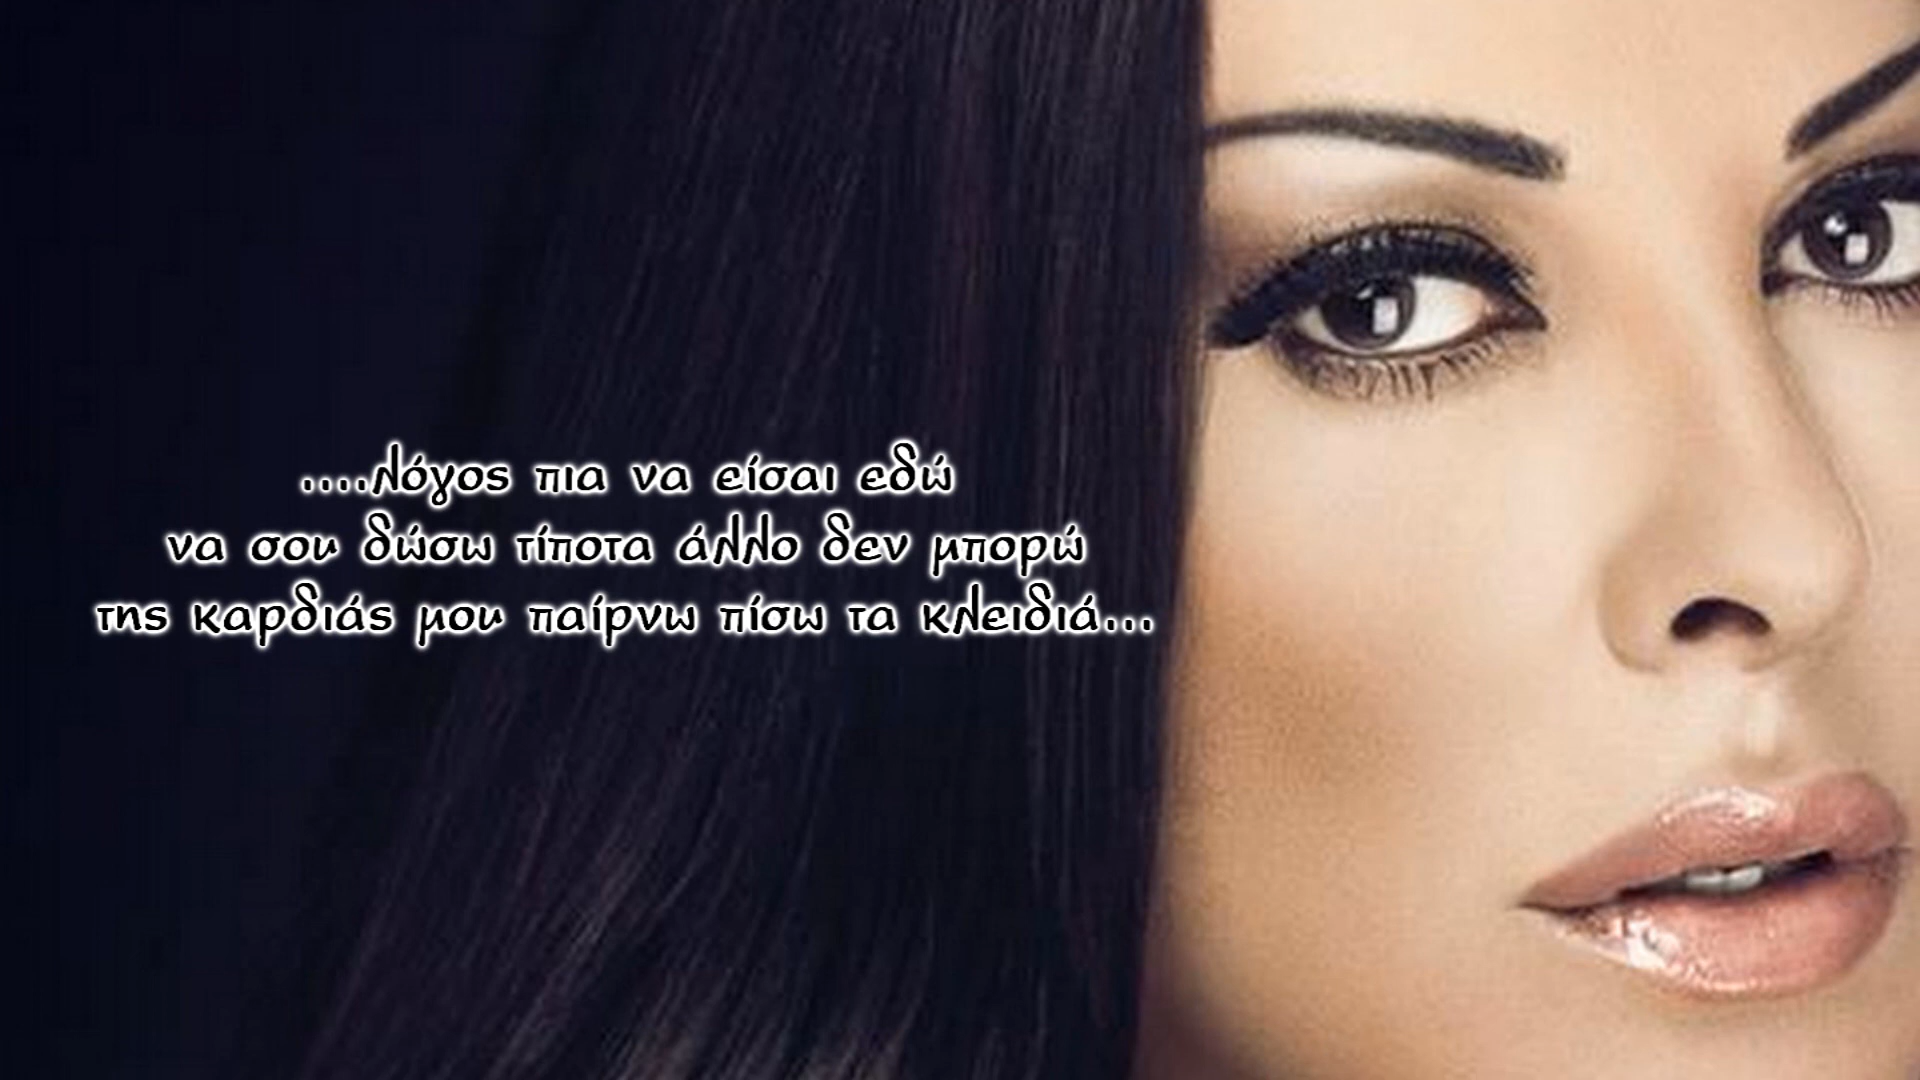 ....λόγος πια να είσαι εδώ
να σου δώσω τίποτα άλλο δεν μπορώ
της καρδιάς μου παίρνω πίσω τα κλειδιά...